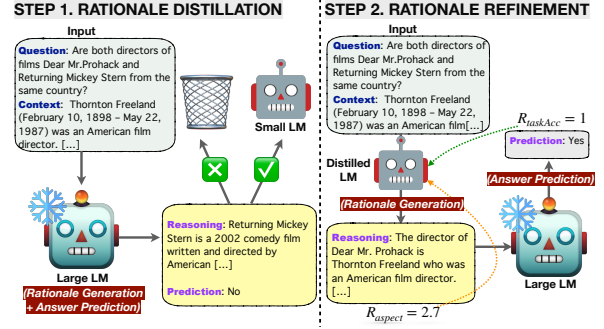 STEP 1. RATIONALE DISTILLATION
Input
Question: Are both directors of
films Dear Mr.Prohack and
Returning Mickey Stern from the
same country?
Context: Thornton Freeland
(February 10, 1898 – May 22,
1987) was an American film
director. [...]
Small LM
Large LM
(Rationale Generation
+ Answer Prediction)
Reasoning: Returning Mickey
Stern is a 2002 comedy film
written and directed by
American [...]
Prediction: No
STEP 2. RATIONALE REFINEMENT
Input
Question: Are both directors of
films Dear Mr.Prohack and
Returning Mickey Stern from the
same country?
Context: Thornton Freeland
(February 10, 1898 – May 22,
1987) was an American film[...]
Distilled
LM
(Rationale Generation)
Reasoning: The director of
Dear Mr. Prohack is
Thornton Freeland who was
an American film director.
[...]
R_aspect = 2.7
R_taskAcc = 1
Prediction: Yes
(Answer Prediction)
Large LM